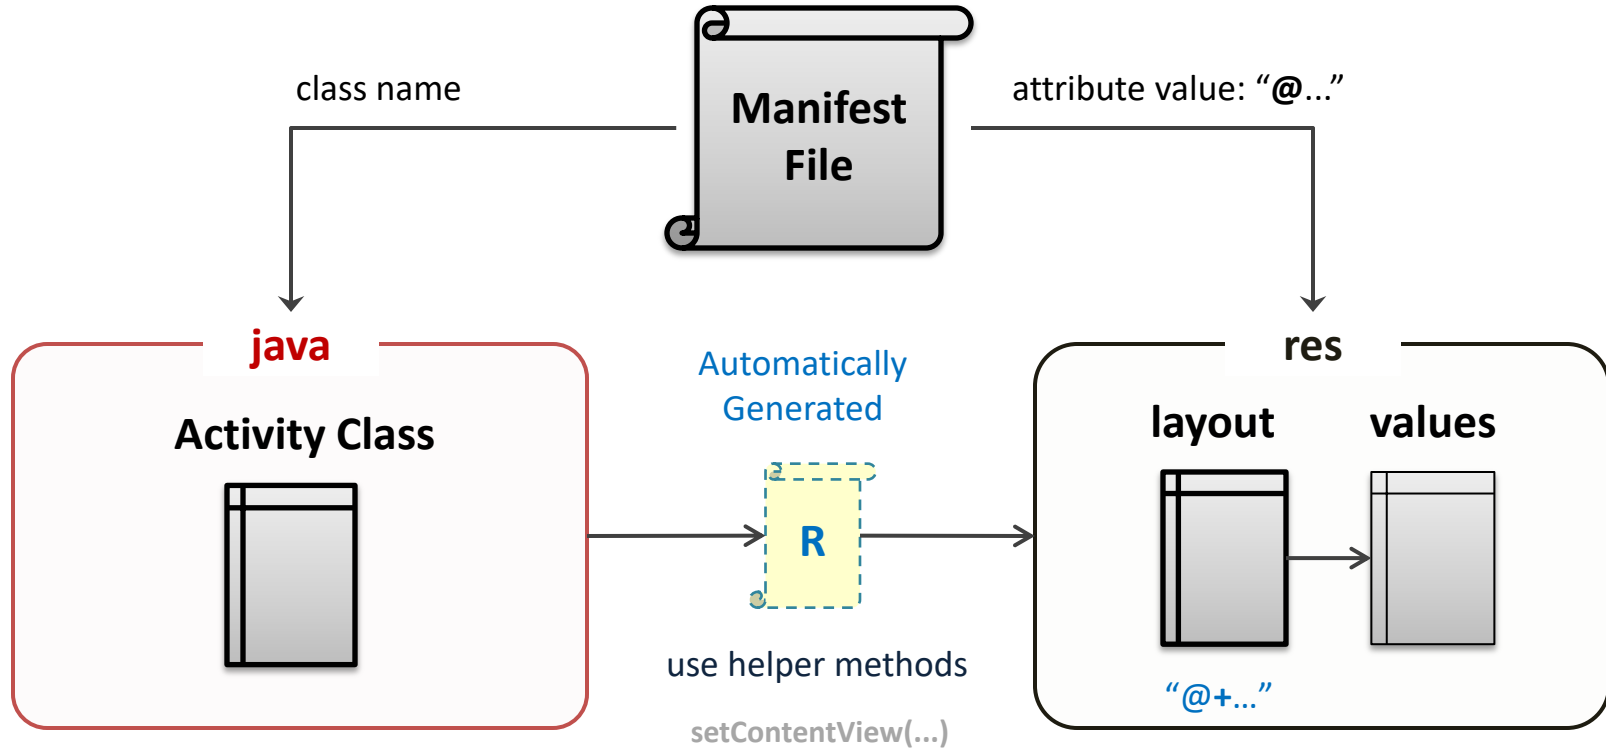 class name
Manifest
File
attribute value: “@...”
java
Activity Class
Automatically
Generated
R
use helper methods
setContentView(...)
res
layout
values
“@+...”